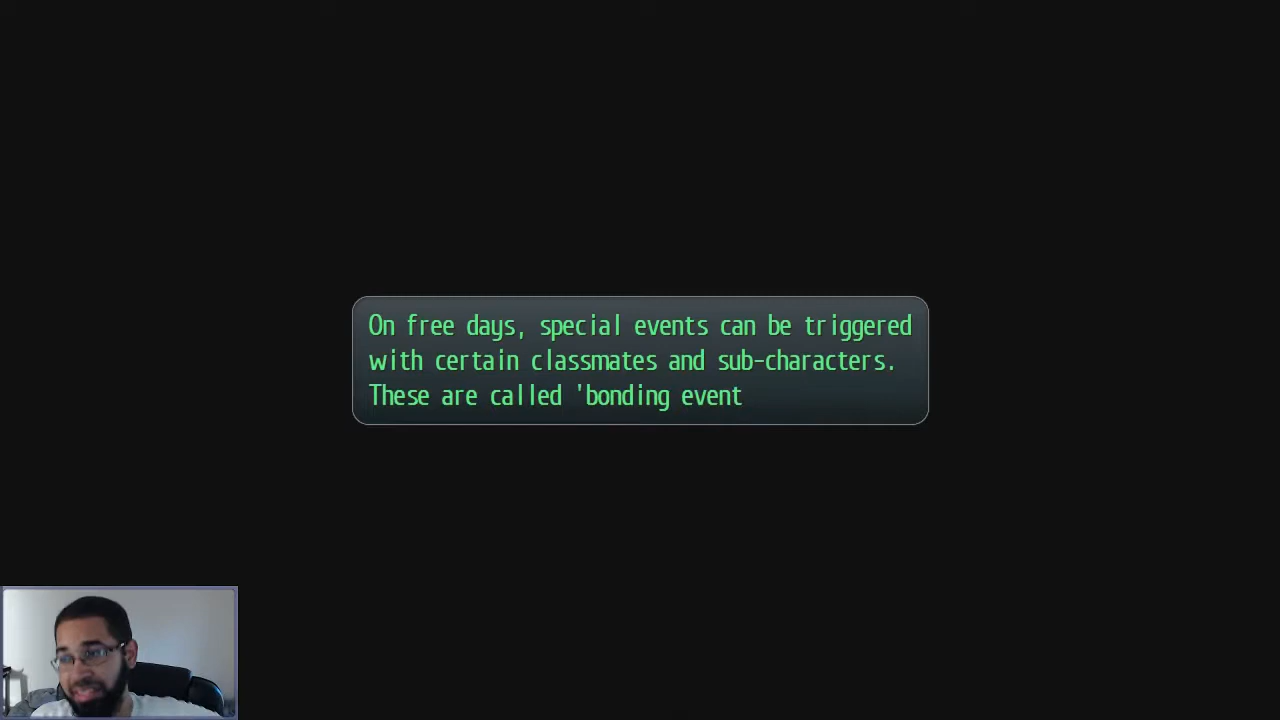 On free days, special events can be triggered
with certain classmates and sub-characters.
These are called 'bonding event